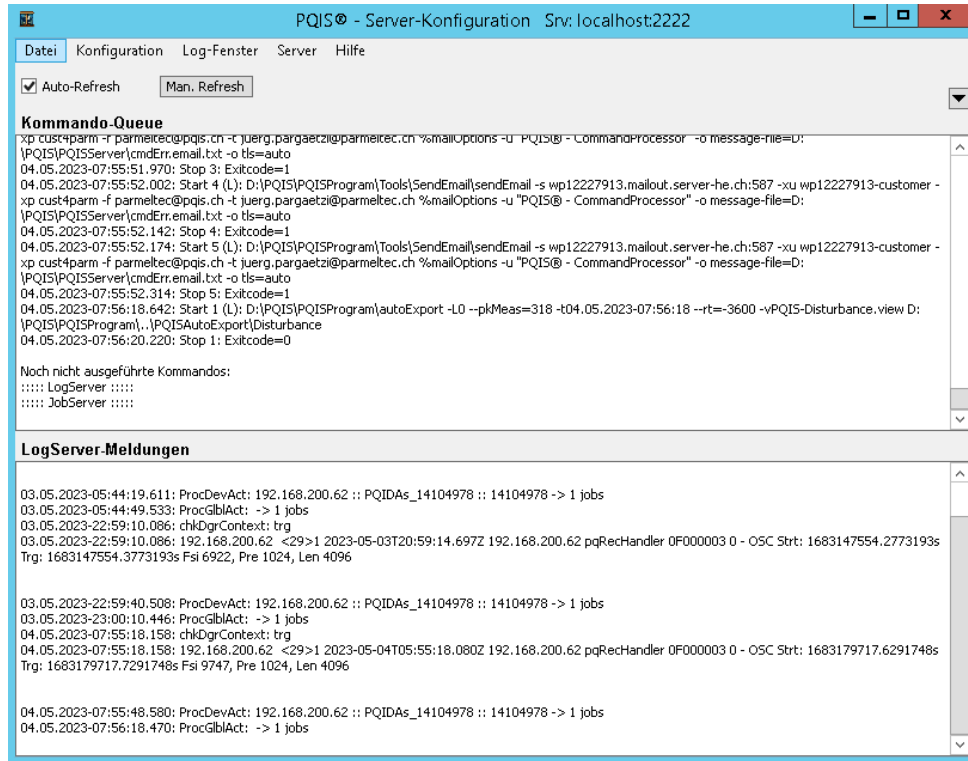 PQIS® - Server-Konfiguration Srv: localhost:2222
Datei Konfiguration Log-Fenster Server Hilfe
Auto-Refresh Man. Refresh
Kommando-Queue
xp cust4parm -f parmeltec@pqis.ch -t juerg.pargaetzi@parmeltec.ch %mailOptions -u "PQIS® - CommandProcessor" -o message-file=D:
\PQIS\PQISServer\cmdErr.email.txt -o tls=auto
04.05.2023-07:55:51.970: Stop 3: Exitcode=1
04.05.2023-07:55:52.002: Start 4 (L): D:\PQIS\PQISProgram\Tools\SendEmail\sendEmail -s wp12227913.mailout.server-he.ch:587 -xu wp12227913-customer -
xp cust4parm -f parmeltec@pqis.ch -t juerg.pargaetzi@parmeltec.ch %mailOptions -u "PQIS® - CommandProcessor" -o message-file=D:
\PQIS\PQISServer\cmdErr.email.txt -o tls=auto
04.05.2023-07:55:52.142: Stop 4: Exitcode=1
04.05.2023-07:55:52.174: Start 5 (L): D:\PQIS\PQISProgram\Tools\SendEmail\sendEmail -s wp12227913.mailout.server-he.ch:587 -xu wp12227913-customer -
xp cust4parm -f parmeltec@pqis.ch -t juerg.pargaetzi@parmeltec.ch %mailOptions -u "PQIS® - CommandProcessor" -o message-file=D:
\PQIS\PQISServer\cmdErr.email.txt -o tls=auto
04.05.2023-07:55:52.314: Stop 5: Exitcode=1
04.05.2023-07:56:18.642: Start 1 (L): D:\PQIS\PQISProgram\autoExport -L0 --pkMeas=318 -t04.05.2023-07:56:18 --rt=-3600 -vPQIS-Disturbance.view D:
\PQIS\PQISProgram\..\PQISAutoExport\Disturbance
04.05.2023-07:56:20.220: Stop 1: Exitcode=0
Noch nicht ausgeführte Kommandos:
::::: LogServer :::::
::::: JobServer :::::
LogServer-Meldungen
03.05.2023-05:44:19.611: ProcDevAct: 192.168.200.62 :: PQIDAs_14104978 :: 14104978 -> 1 jobs
03.05.2023-05:44:49.533: ProcGlblAct: -> 1 jobs
03.05.2023-22:59:10.086: chkDgrContext: trg
03.05.2023-22:59:10.086: 192.168.200.62 <29>1 2023-05-03T20:59:14.697Z 192.168.200.62 pqRecHandler 0F000003 0 - OSC Strt: 1683147554.2773193s
Trg: 1683147554.3773193s Fsi 6922, Pre 1024, Len 4096
03.05.2023-22:59:40.508: ProcDevAct: 192.168.200.62 :: PQIDAs_14104978 :: 14104978 -> 1 jobs
03.05.2023-23:00:10.446: ProcGlblAct: -> 1 jobs
04.05.2023-07:55:18.158: chkDgrContext: trg
04.05.2023-07:55:18.158: 192.168.200.62 <29>1 2023-05-04T05:55:18.080Z 192.168.200.62 pqRecHandler 0F000003 0 - OSC Strt: 1683179717.6291748s
Trg: 1683179717.7291748s Fsi 9747, Pre 1024, Len 4096
04.05.2023-07:55:48.580: ProcDevAct: 192.168.200.62 :: PQIDAs_14104978 :: 14104978 -> 1 jobs
04.05.2023-07:56:18.470: ProcGlblAct: -> 1 jobs